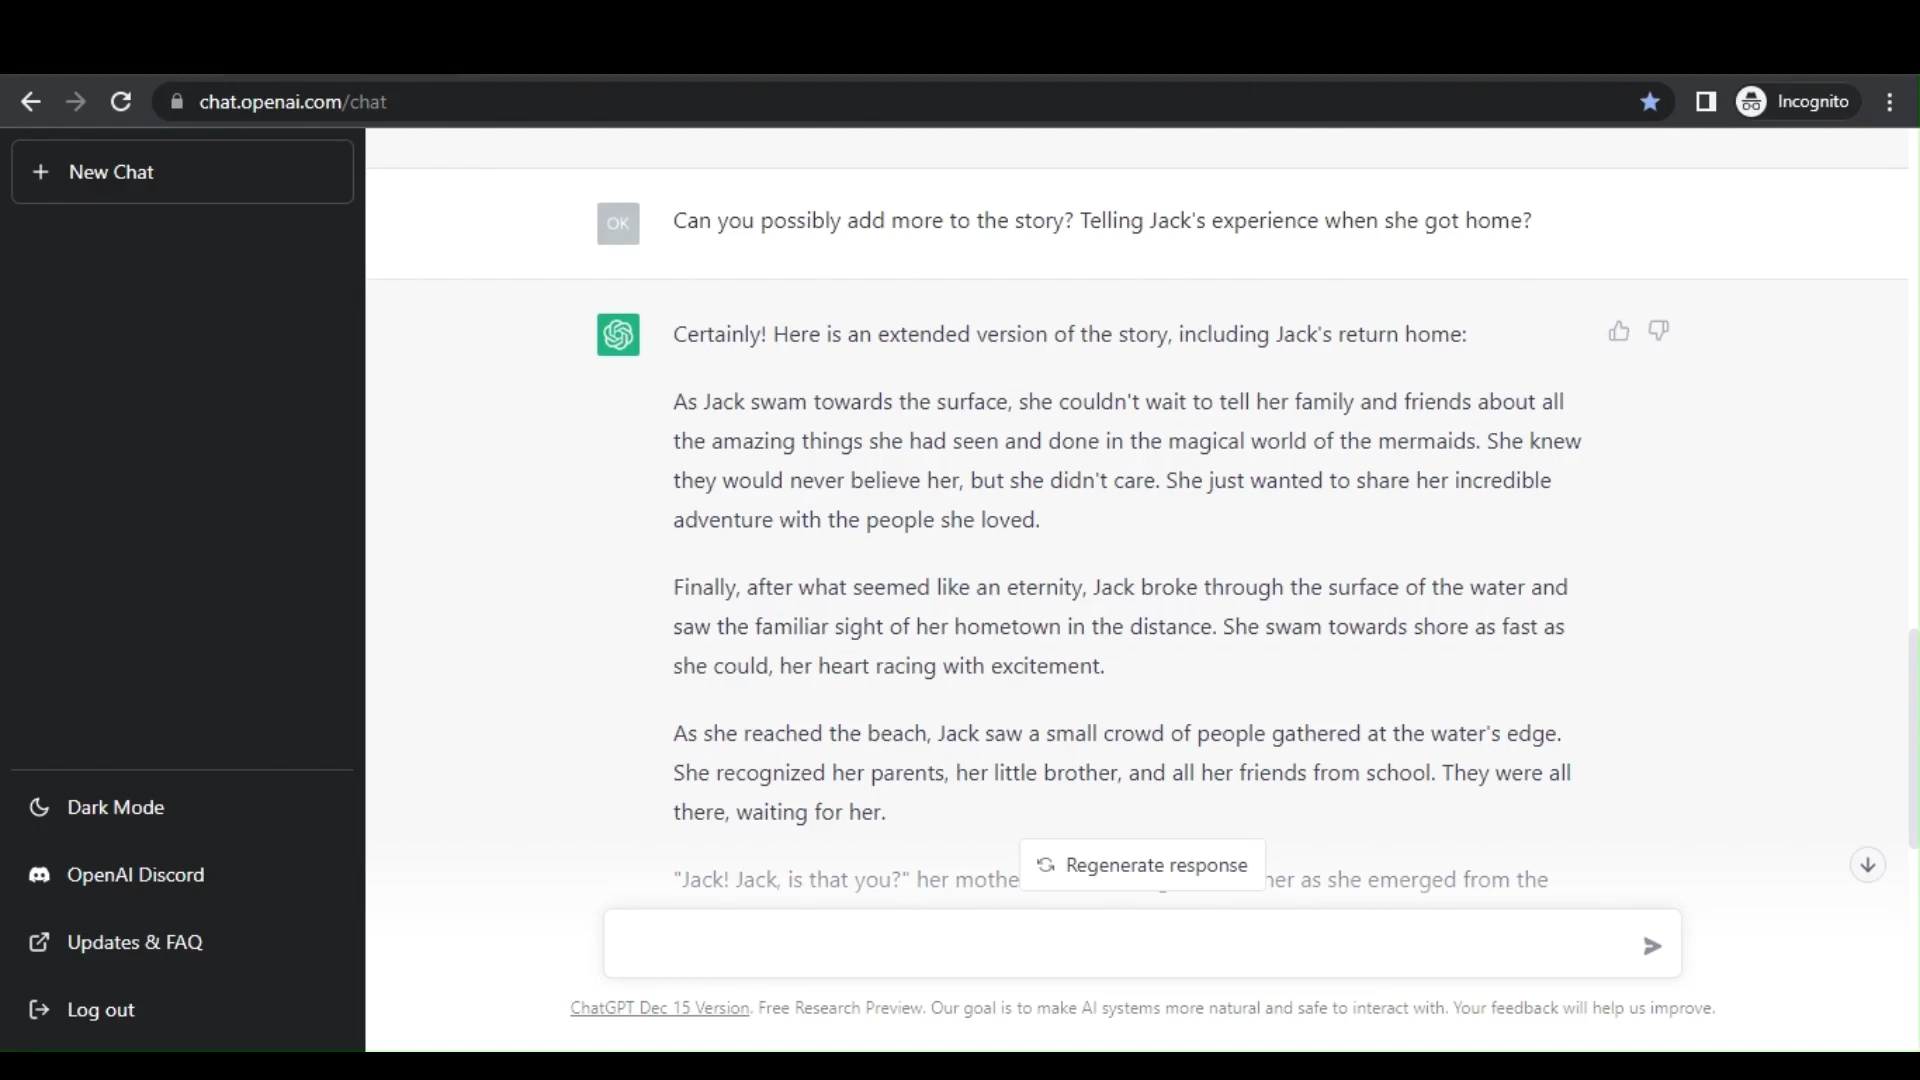 chat.openai.com/chat
Incognito
New Chat
OK
Can you possibly add more to the story? Telling Jack's experience when she got home?
Certainly! Here is an extended version of the story, including Jack's return home:
As Jack swam towards the surface, she couldn't wait to tell her family and friends about all
the amazing things she had seen and done in the magical world of the mermaids. She knew
they would never believe her, but she didn't care. She just wanted to share her incredible
adventure with the people she loved.
Finally, after what seemed like an eternity, Jack broke through the surface of the water and
saw the familiar sight of her hometown in the distance. She swam towards shore as fast as
she could, her heart racing with excitement.
As she reached the beach, Jack saw a small crowd of people gathered at the water's edge.
She recognized her parents, her little brother, and all her friends from school. They were all
there, waiting for her.
"Jack! Jack, is that you?" her as she emerged from the
Regenerate response
Dark Mode
OpenAI Discord
Updates & FAQ
Log out
ChatGPT Dec 15 Version. Free Research Preview. Our goal is to make AI systems more natural and safe to interact with. Your feedback will help us improve.